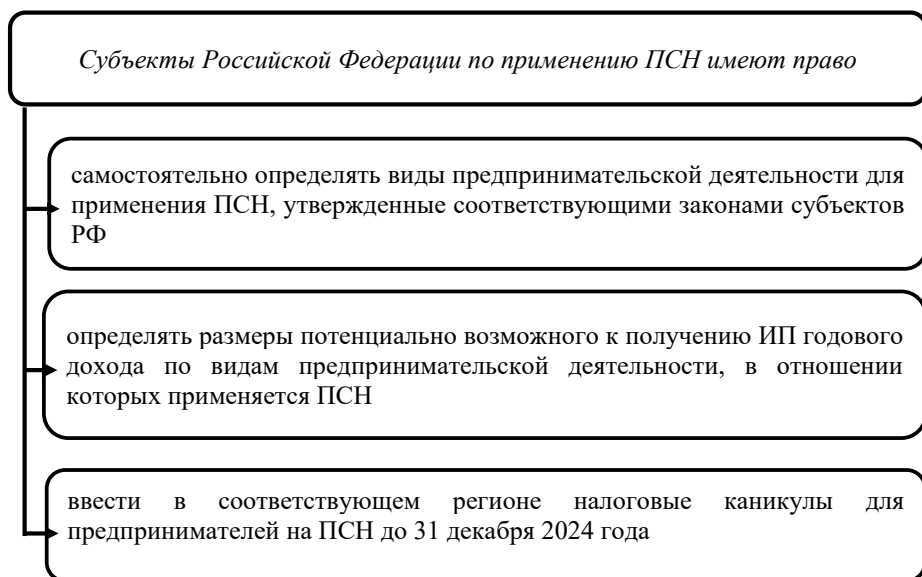 Субъекты Российской Федерации по применению ПСН имеют право
самостоятельно определять виды предпринимательской деятельности для
применения ПСН, утвержденные соответствующими законами субъектов
РФ
определять размеры потенциально возможного к получению ИП годового
дохода по видам предпринимательской деятельности, в отношении
которых применяется ПСН
ввести в соответствующем регионе налоговые каникулы для
предпринимателей на ПСН до 31 декабря 2024 года